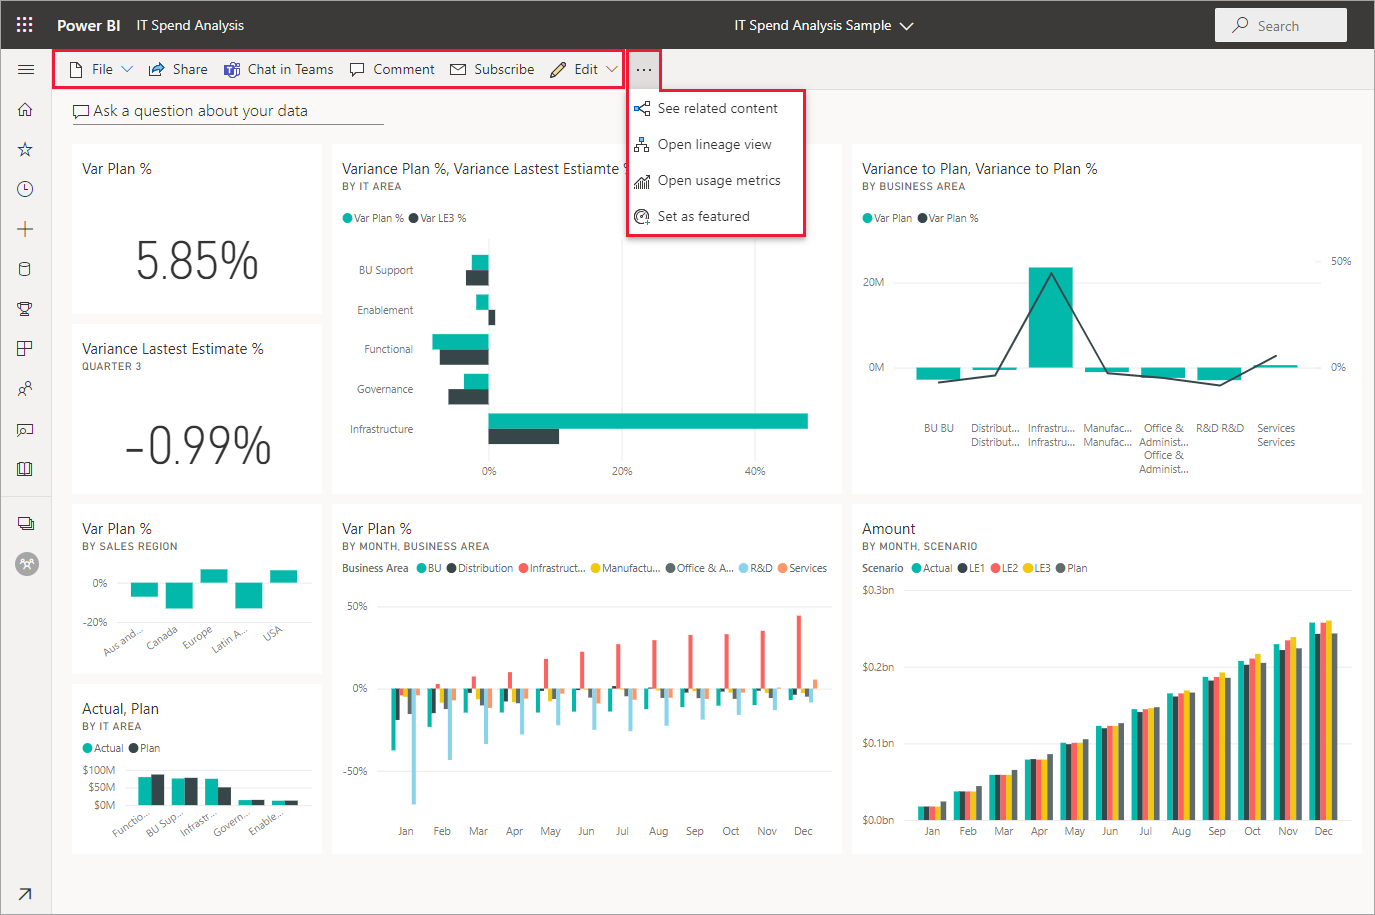 Power BI IT Spend Analysis IT Spend Analysis Sample Search
File Share Chat in Teams Comment Subscribe Edit ...
See related content
Open lineage view
Open usage metrics
Set as featured
Ask a question about your data
Var Plan %
5.85%
Variance Lastest Estimate %
QUARTER 3
-0.99%
Variance Plan %, Variance Lastest Estiamte
BY IT AREA
Var Plan % Var LE3 %
BU Support
Enablement
Functional
Governance
Infrastructure
0% 20% 40%
Variance to Plan, Variance to Plan %
BY BUSINESS AREA
Var Plan Var Plan %
50%
20M
0M 0%
BU BU Distribut... Infrastru... Manufac... Office & R&D R&D Services
Distribut... Infrastru... Manufac... Administ... Services
Office &
Administ...
Var Plan %
BY SALES REGION
0%
-20%
Aus and... Canada Europe Latin A... USA
Actual, Plan
BY IT AREA
Actual Plan
$100M
$50M
$0M
Functio... BU Sup... Infrastr... Govern... Enable...
Var Plan %
BY MONTH, BUSINESS AREA
Business Area BU Distribution Infrastruct... Manufactu... Office & A... R&D Services
50%
0%
-50%
Jan Feb Mar Apr May Jun Jul Aug Sep Oct Nov Dec
Amount
BY MONTH, SCENARIO
Scenario Actual LE1 LE2 LE3 Plan
$0.3bn
$0.2bn
$0.1bn
$0.0bn
Jan Feb Mar Apr May Jun Jul Aug Sep Oct Nov Dec